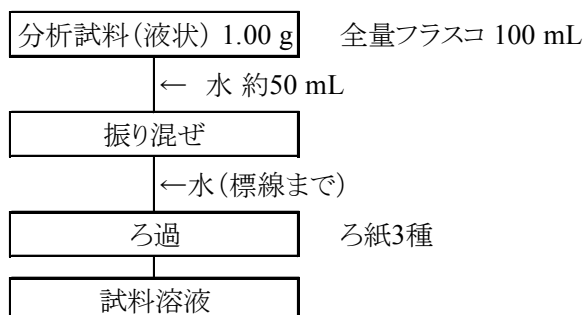 分析試料(液状) 1.00 g 全量フラスコ 100 mL
← 水 約50 mL
振り混ぜ
←水(標線まで)
ろ過 ろ紙3種
試料溶液